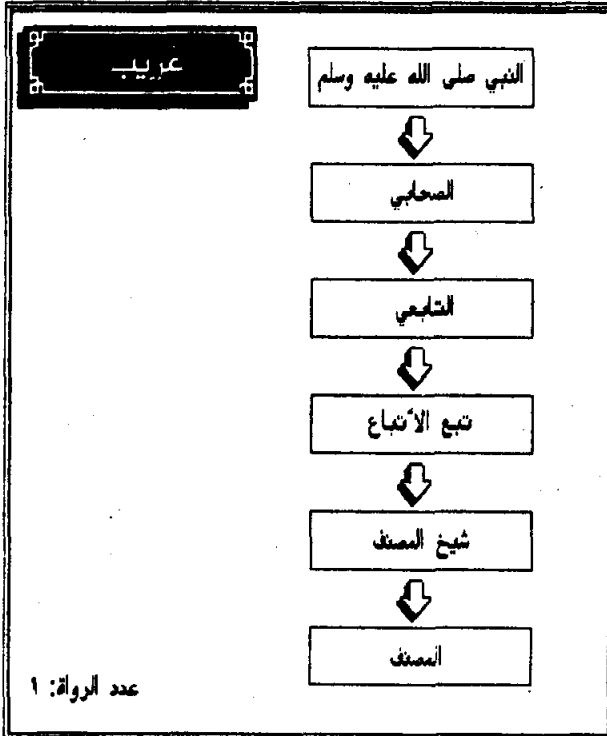 غريب
النبي صلى الله عليه وسلم
الصحابي
التابعي
تبع الأتباع
شيخ المصنف
المصنف
عدد الرواة: ١